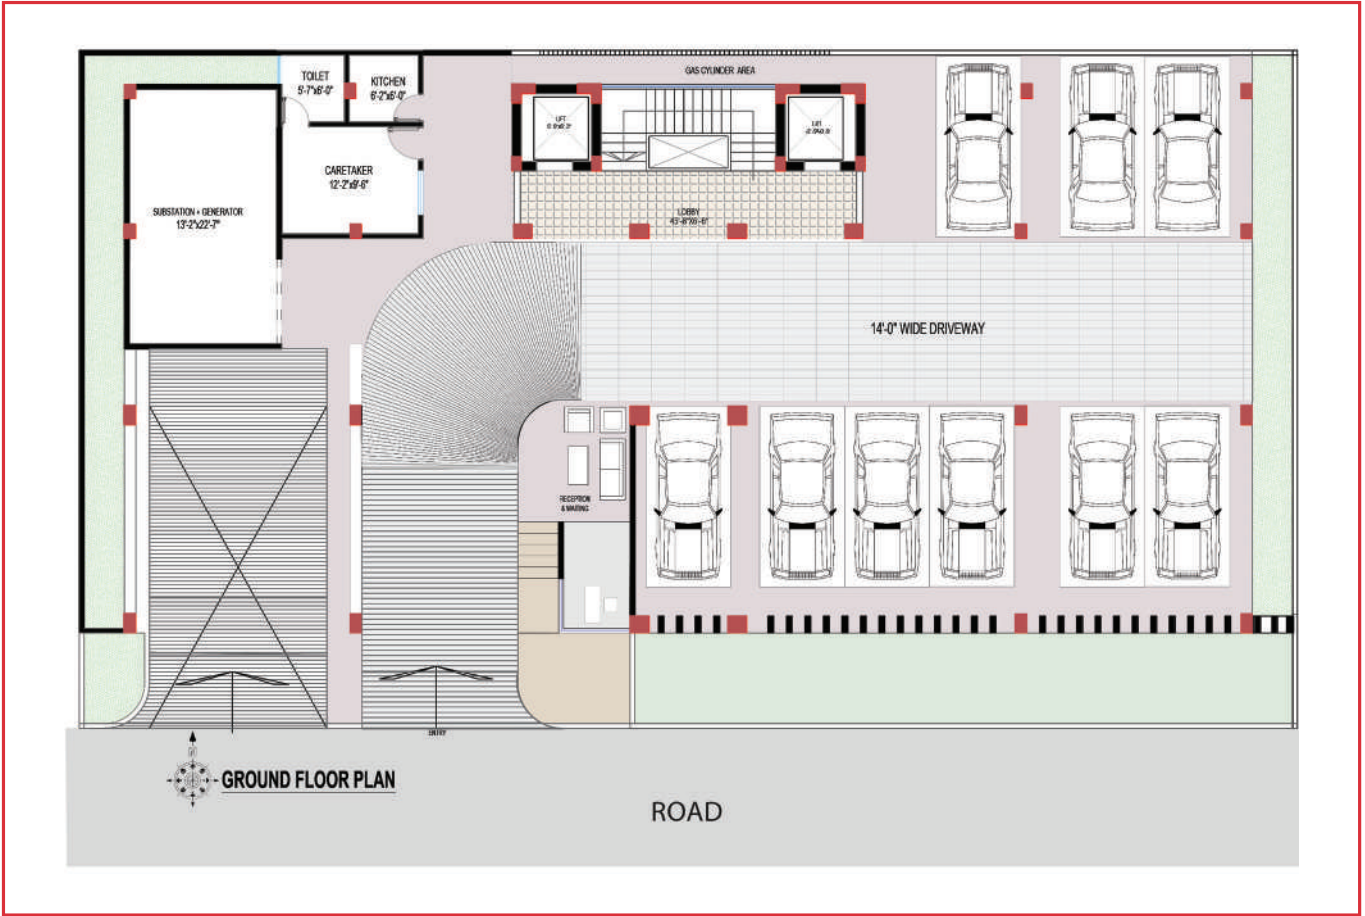 GAS CYLINDER AREA
TOILET
5'-7"x6'-0"
KITCHEN
6'-2"x6'-0"
LIFT
LIFT
CARETAKER
12'-2"x9'-6"
SUBSTATION + GENERATOR
13'-2"x22'-7"
LOBBY
14'-0" WIDE DRIVEWAY
RECEPTION
& WAITING
ENTRY
N
GROUND FLOOR PLAN
ROAD